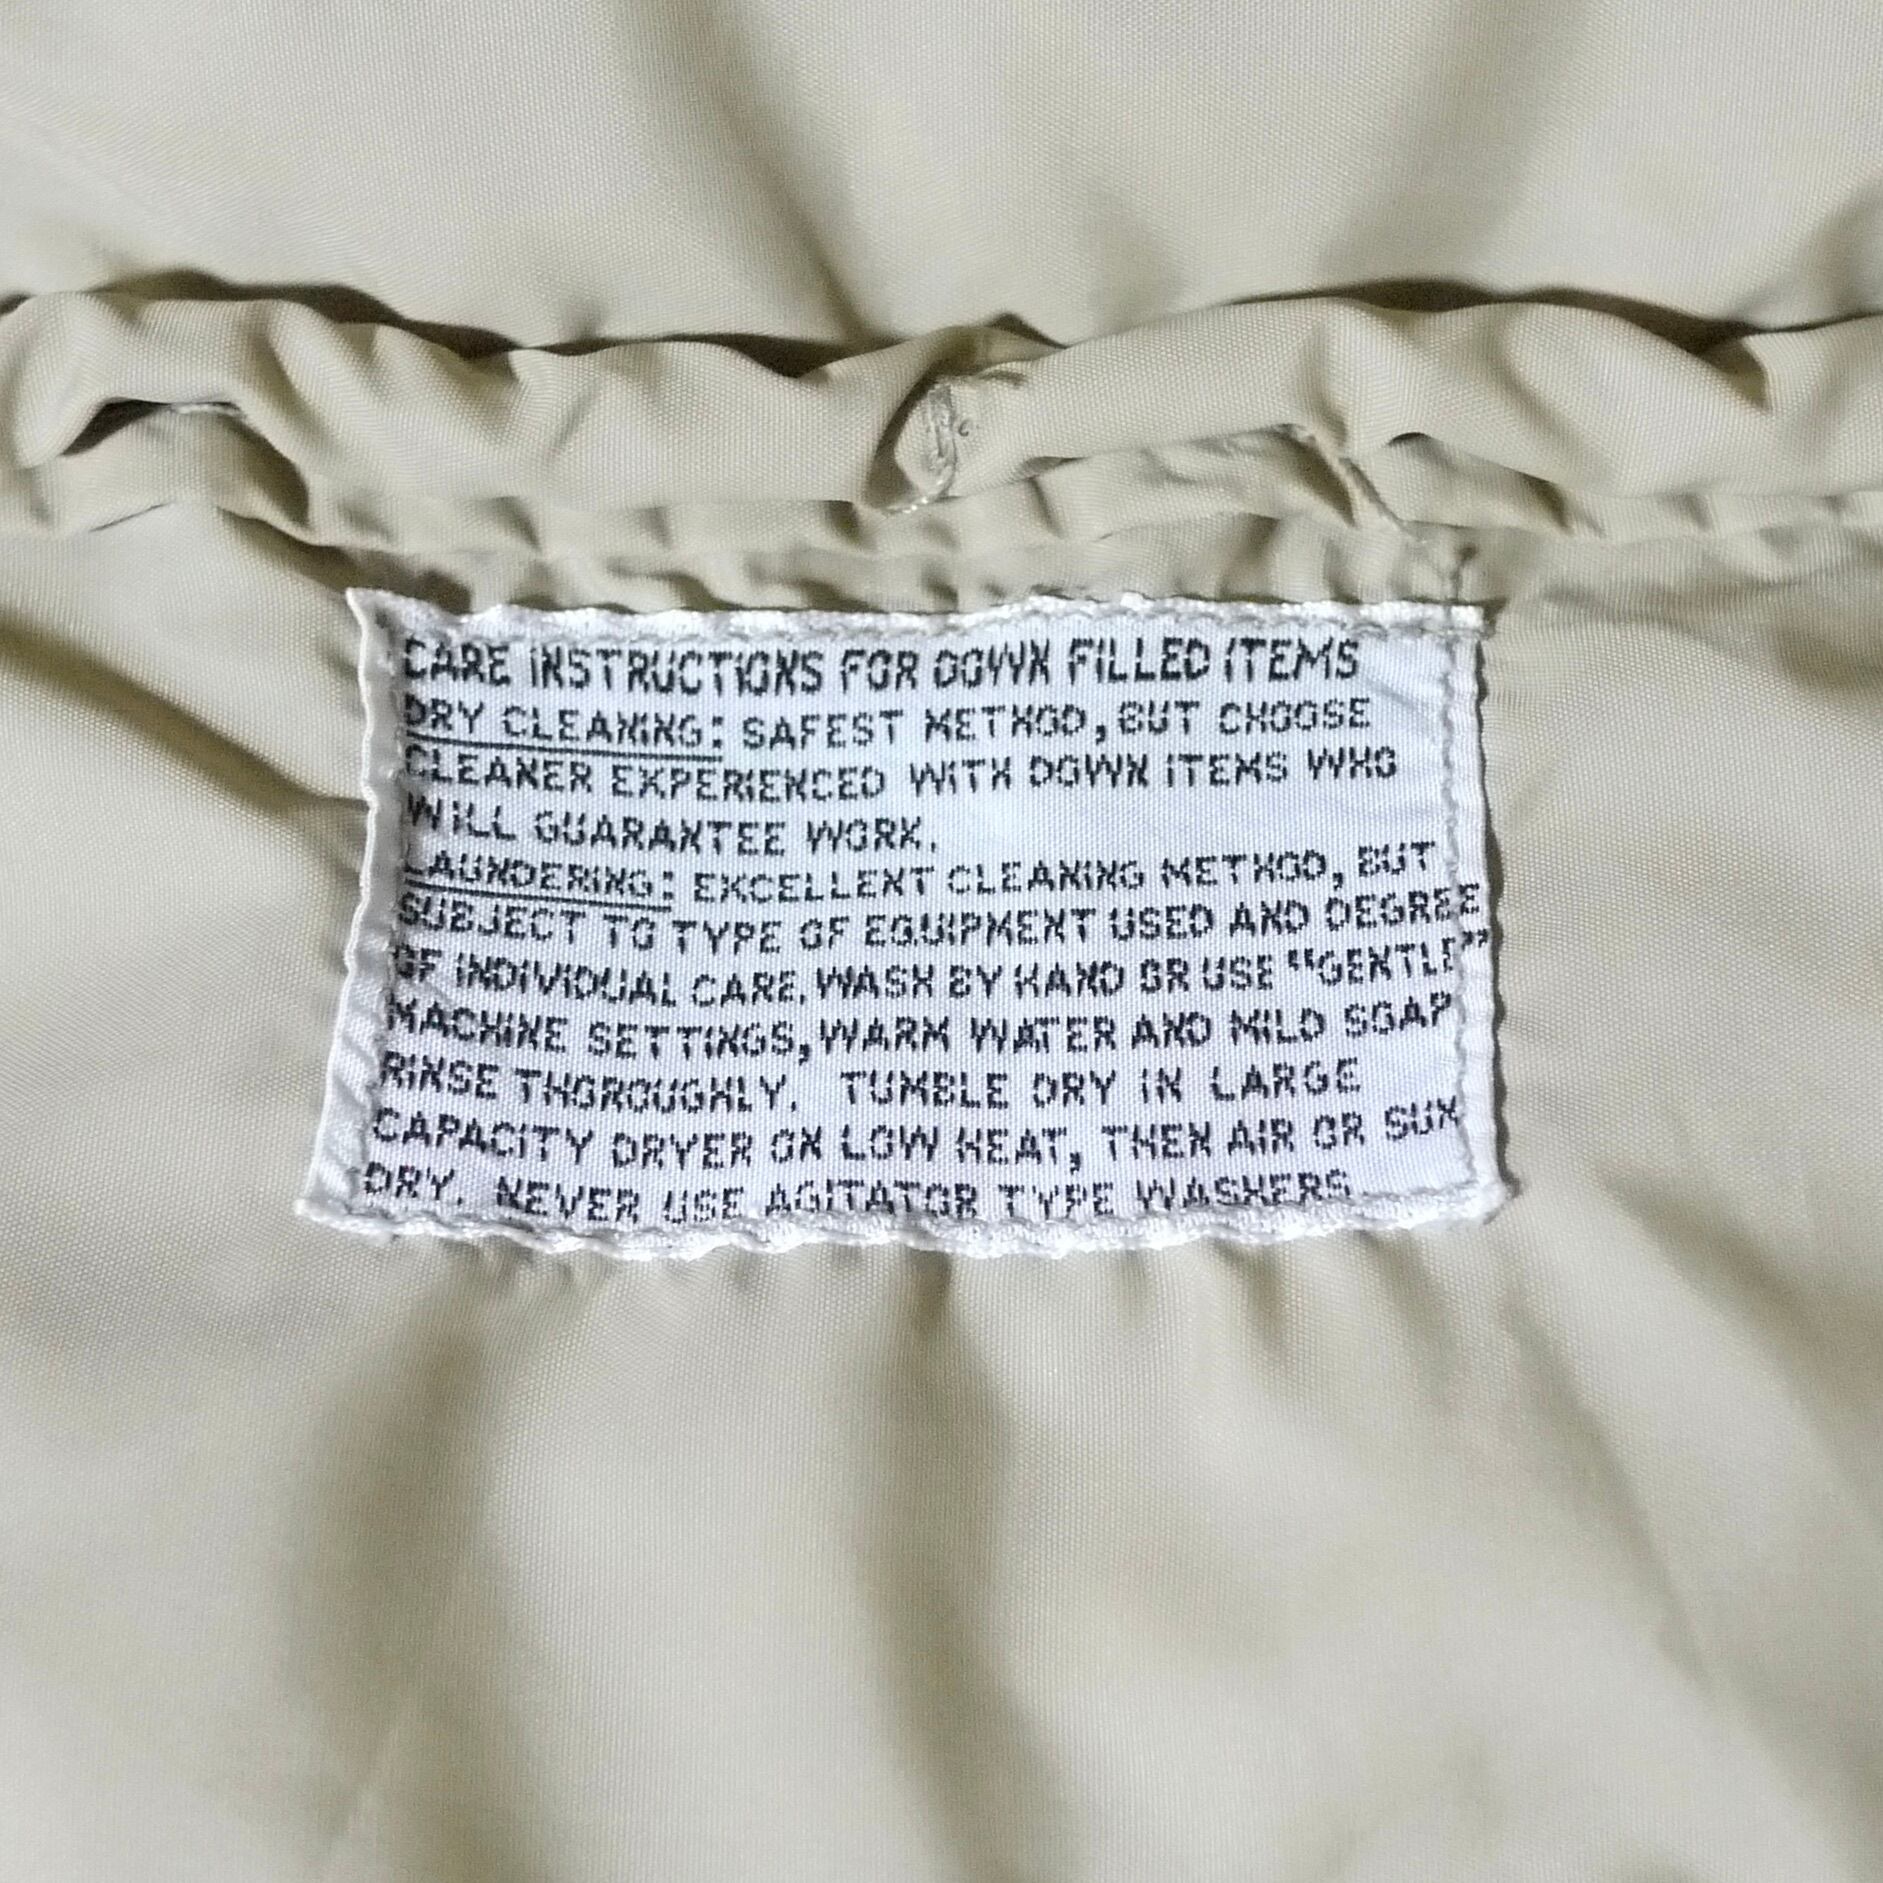 CARE INSTRUCTIONS FOR DOWN FILLED ITEMS
DRY CLEANING: SAFEST METHOD, BUT CHOOSE
CLEANER EXPERIENCED WITH DOWN ITEMS WHO
WILL GUARANTEE WORK.
LAUNDERING: EXCELLENT CLEANING METHOD, BUT
SUBJECT TO TYPE OF EQUIPMENT USED AND DEGREE
OF INDIVIDUAL CARE. WASH BY HAND OR USE "GENTLE"
MACHINE SETTINGS, WARM WATER AND MILD SOAP
RINSE THOROUGHLY. TUMBLE DRY IN LARGE
CAPACITY DRYER ON LOW HEAT, THEN AIR OR SUN
DRY. NEVER USE AGITATOR TYPE WASHERS